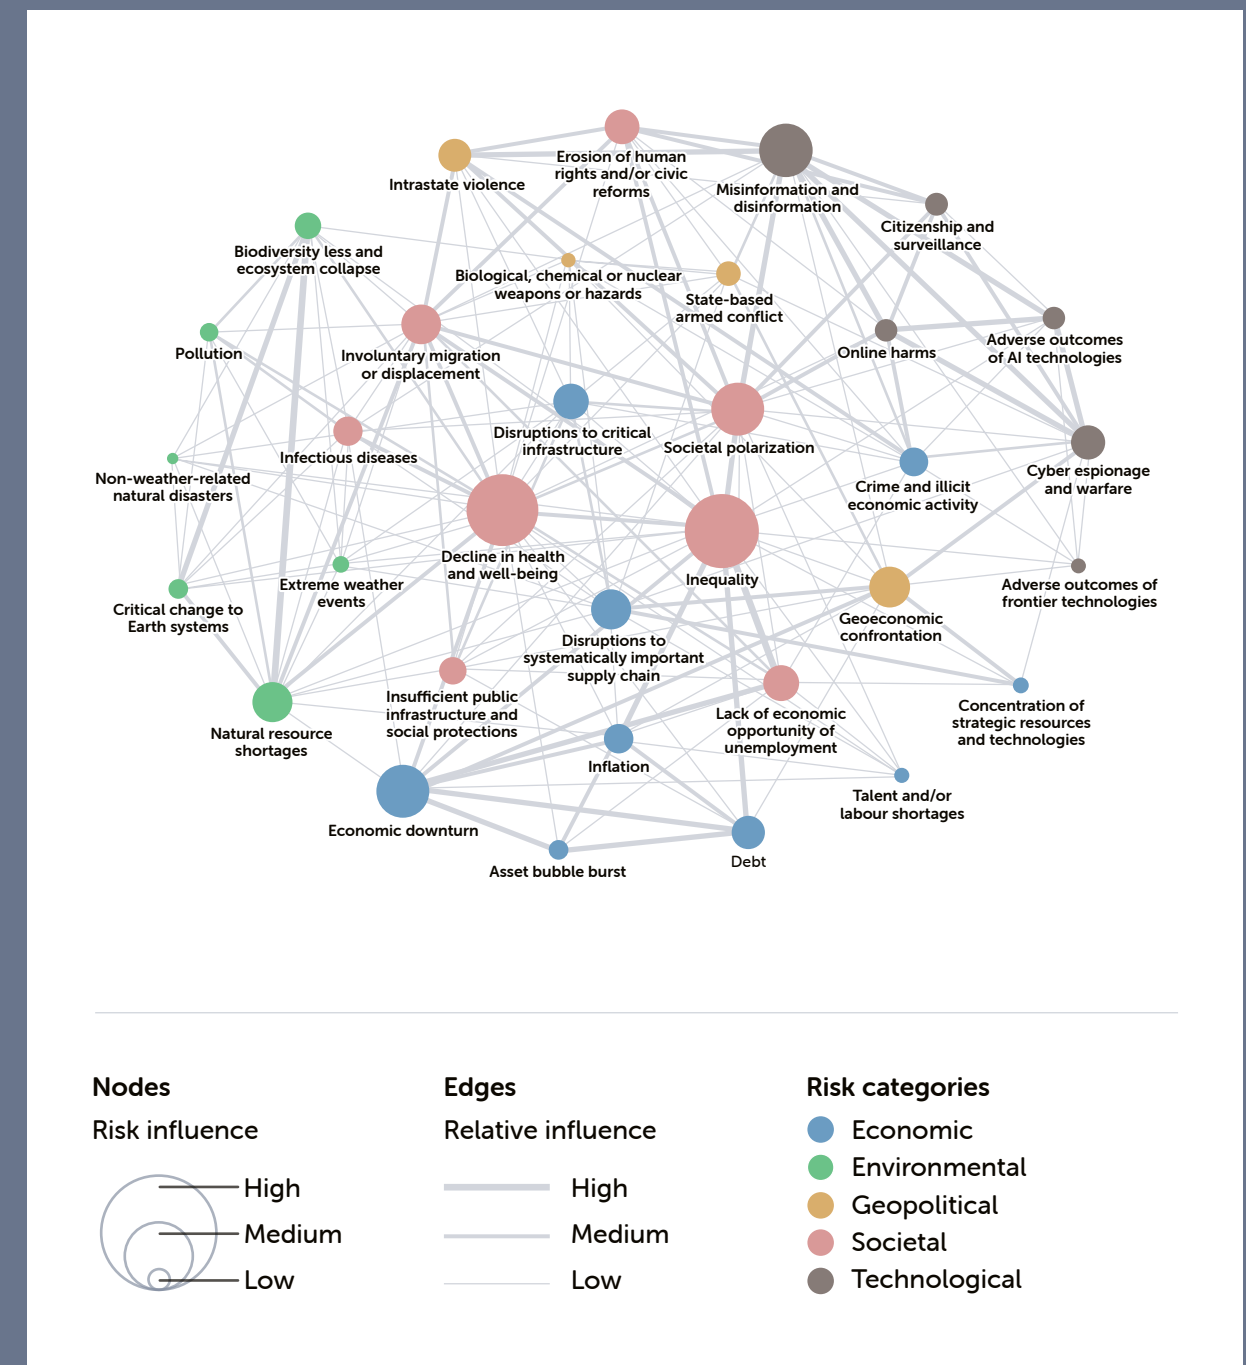 Erosion of human
rights and/or civic
reforms
Intrastate violence
Misinformation and
disinformation
Citizenship and
surveillance
Biodiversity less and
ecosystem collapse
Biological, chemical or nuclear
weapons or hazards
State-based
armed conflict
Pollution
Involuntary migration
or displacement
Online harms
Adverse outcomes
of AI technologies
Disruptions to critical
infrastructure
Societal polarization
Infectious diseases
Non-weather-related
natural disasters
Crime and illicit
economic activity
Cyber espionage
and warfare
Decline in health
and well-being
Inequality
Extreme weather
events
Critical change to
Earth systems
Adverse outcomes of
frontier technologies
Geoeconomic
confrontation
Disruptions to
systematically important
supply chain
Insufficient public
infrastructure and
social protections
Lack of economic
opportunity of
unemployment
Concentration of
strategic resources
and technologies
Natural resource
shortages
Inflation
Talent and/or
labour shortages
Economic downturn
Asset bubble burst
Debt
Nodes
Risk influence
High
Medium
Low
Edges
Relative influence
High
Medium
Low
Risk categories
Economic
Environmental
Geopolitical
Societal
Technological